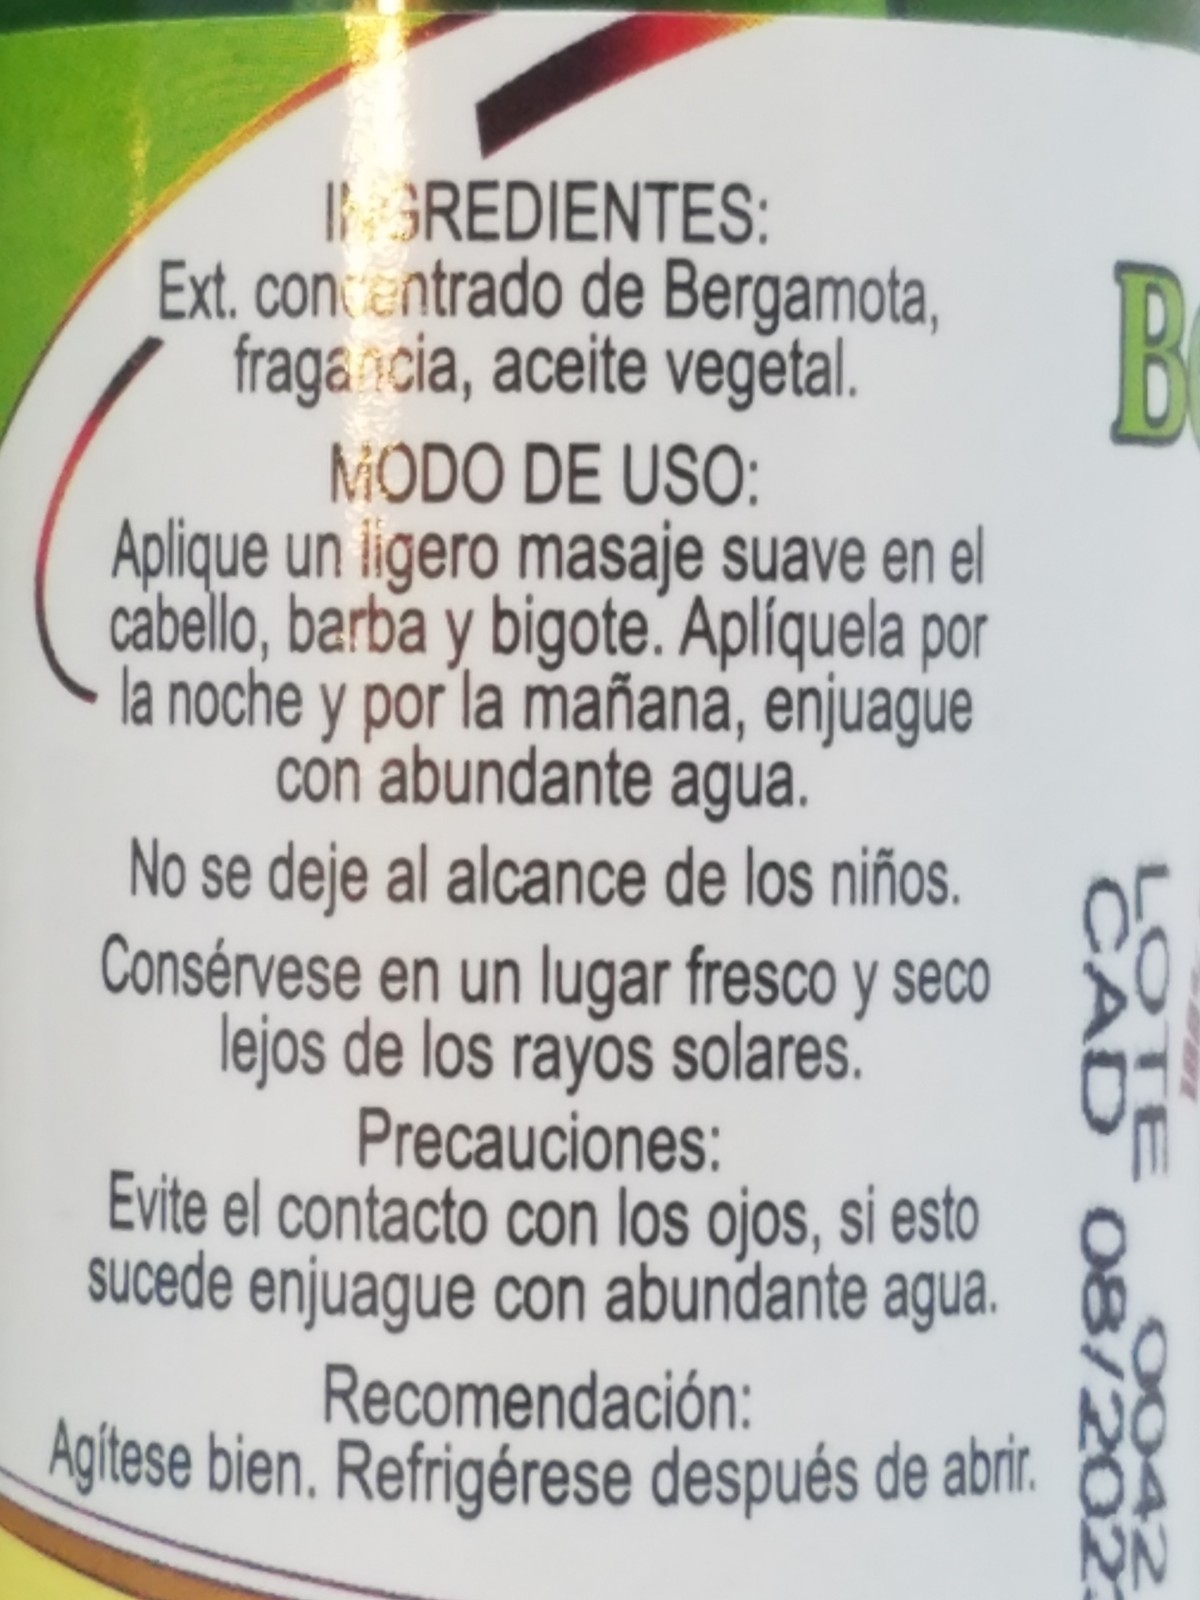 INGREDIENTES:
Ext. concentrado de Bergamota,
fragancia, aceite vegetal.
MODO DE USO:
Aplique un ligero masaje suave en el
cabello, barba y bigote. Aplíquela por
la noche y por la mañana, enjuague
con abundante agua.
No se deje al alcance de los niños.
Consérvese en un lugar fresco y seco
lejos de los rayos solares.
Precauciones:
Evite el contacto con los ojos, si esto
sucede enjuague con abundante agua.
Recomendación:
Agítese bien. Refrigérese después de abrir.
LOTE 0042
CAD